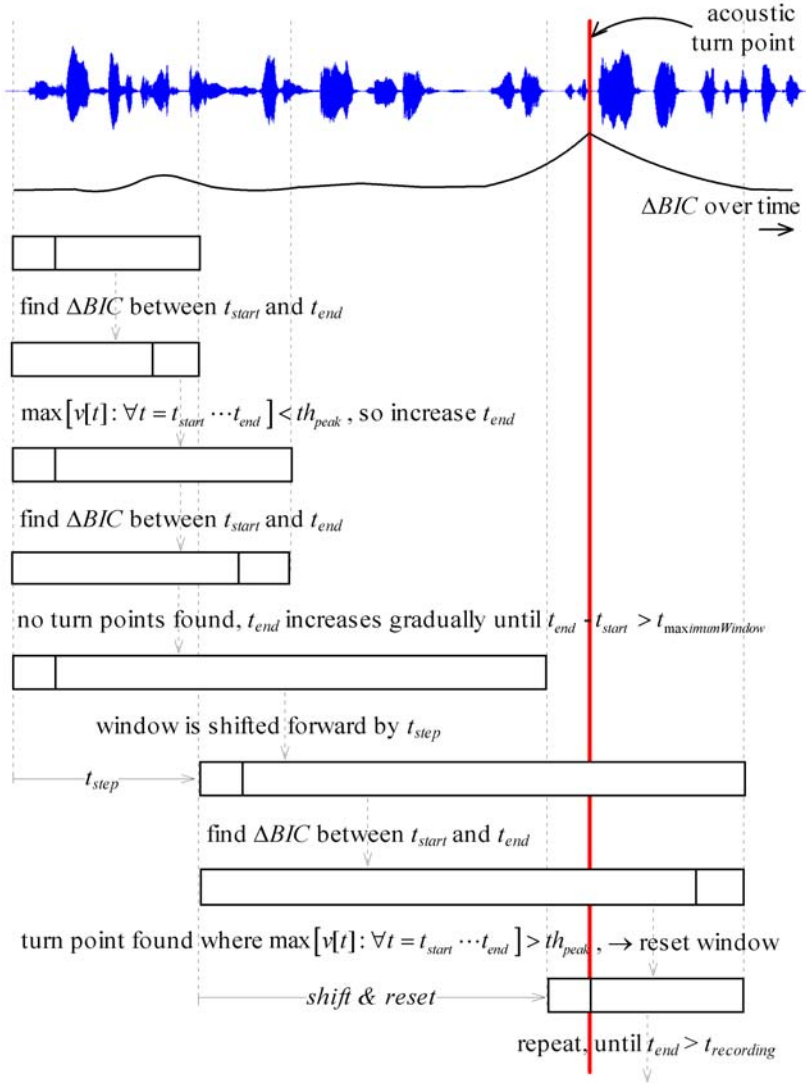 acoustic
turn point
ΔBIC over time
find ΔBIC between t_start and t_end
max[v[t]: ∀t = t_start ⋯t_end] < th_peak , so increase t_end
find ΔBIC between t_start and t_end
no turn points found, t_end increases gradually until t_end - t_start > t_maximumWindow
window is shifted forward by t_step
t_step
find ΔBIC between t_start and t_end
turn point found where max[v[t]: ∀t = t_start ⋯t_end] > th_peak , → reset window
shift & reset
repeat, until t_end > t_recording